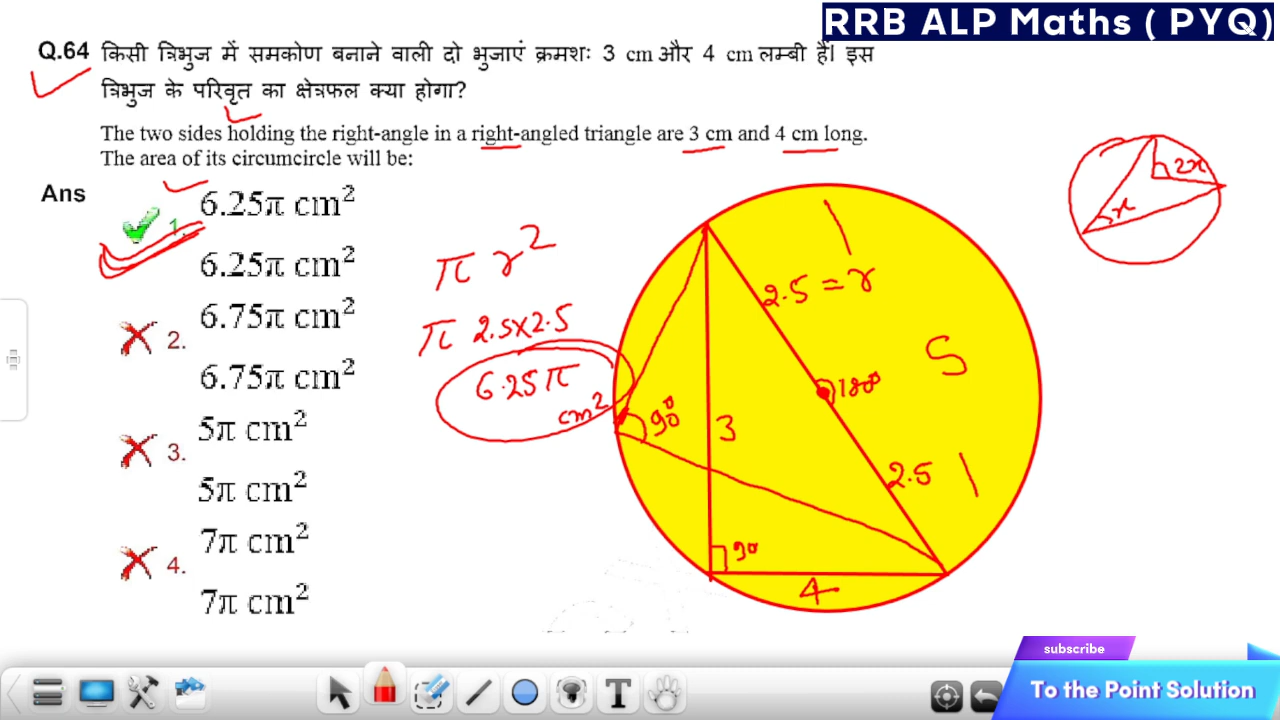 RRB ALP Maths ( PYQ)
Q.64 किसी त्रिभुज में समकोण बनाने वाली दो भुजाएं क्रमशः 3 cm और 4 cm लम्बी हैं। इस
त्रिभुज के परिवृत का क्षेत्रफल क्या होगा?
The two sides holding the right-angle in a right-angled triangle are 3 cm and 4 cm long.
The area of its circumcircle will be:
Ans
1. 6.25π cm²
6.25π cm²
2. 6.75π cm²
6.75π cm²
3. 5π cm²
5π cm²
4. 7π cm²
7π cm²
π r²
π 2.5×2.5
6.25π
cm²
2.5 = r
5
180°
90°
3
2.5
90
4
2x
x
subscribe
To the Point Solution
T